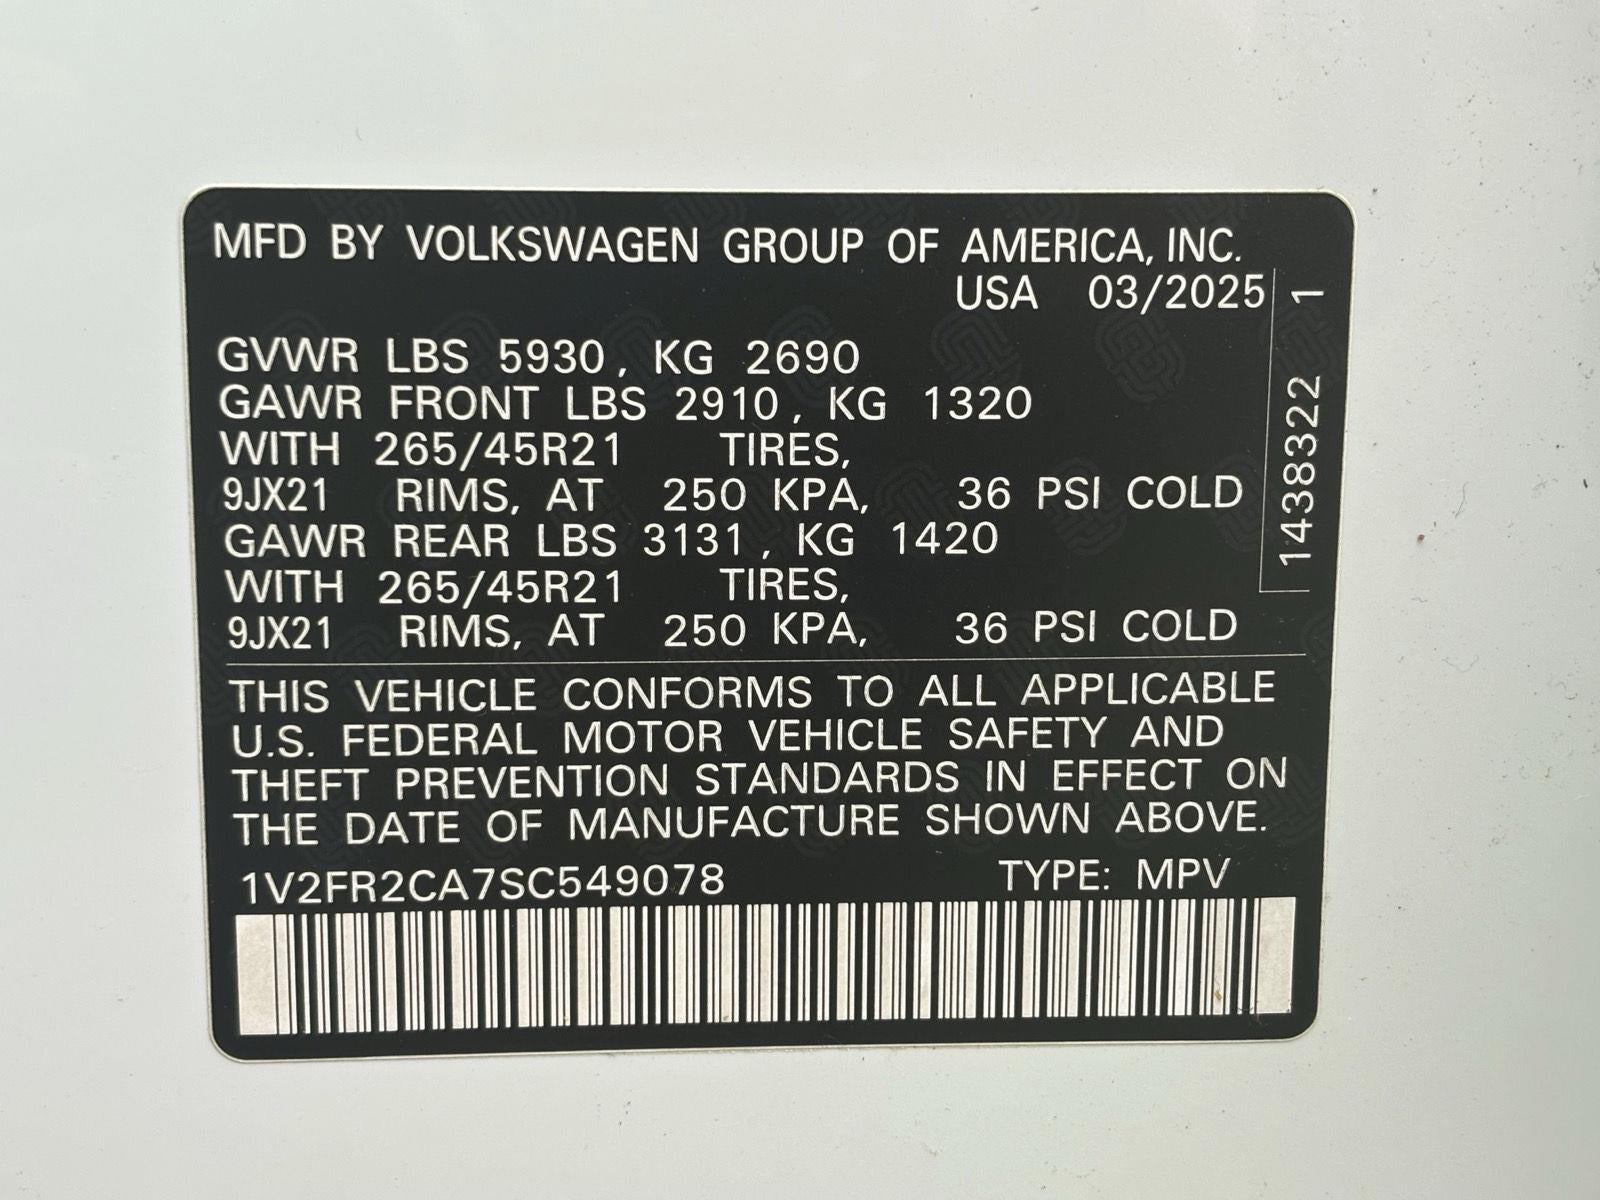 MFD BY VOLKSWAGEN GROUP OF AMERICA, INC.
USA 03/2025
GVWR LBS 5930, KG 2690
GAWR FRONT LBS 2910, KG 1320
WITH 265/45R21 TIRES,
9JX21 RIMS, AT 250 KPA, 36 PSI COLD
GAWR REAR LBS 3131, KG 1420
WITH 265/45R21 TIRES,
9JX21 RIMS, AT 250 KPA, 36 PSI COLD
1438322 1
THIS VEHICLE CONFORMS TO ALL APPLICABLE
U.S. FEDERAL MOTOR VEHICLE SAFETY AND
THEFT PREVENTION STANDARDS IN EFFECT ON
THE DATE OF MANUFACTURE SHOWN ABOVE.
1V2FR2CA7SC549078 TYPE: MPV